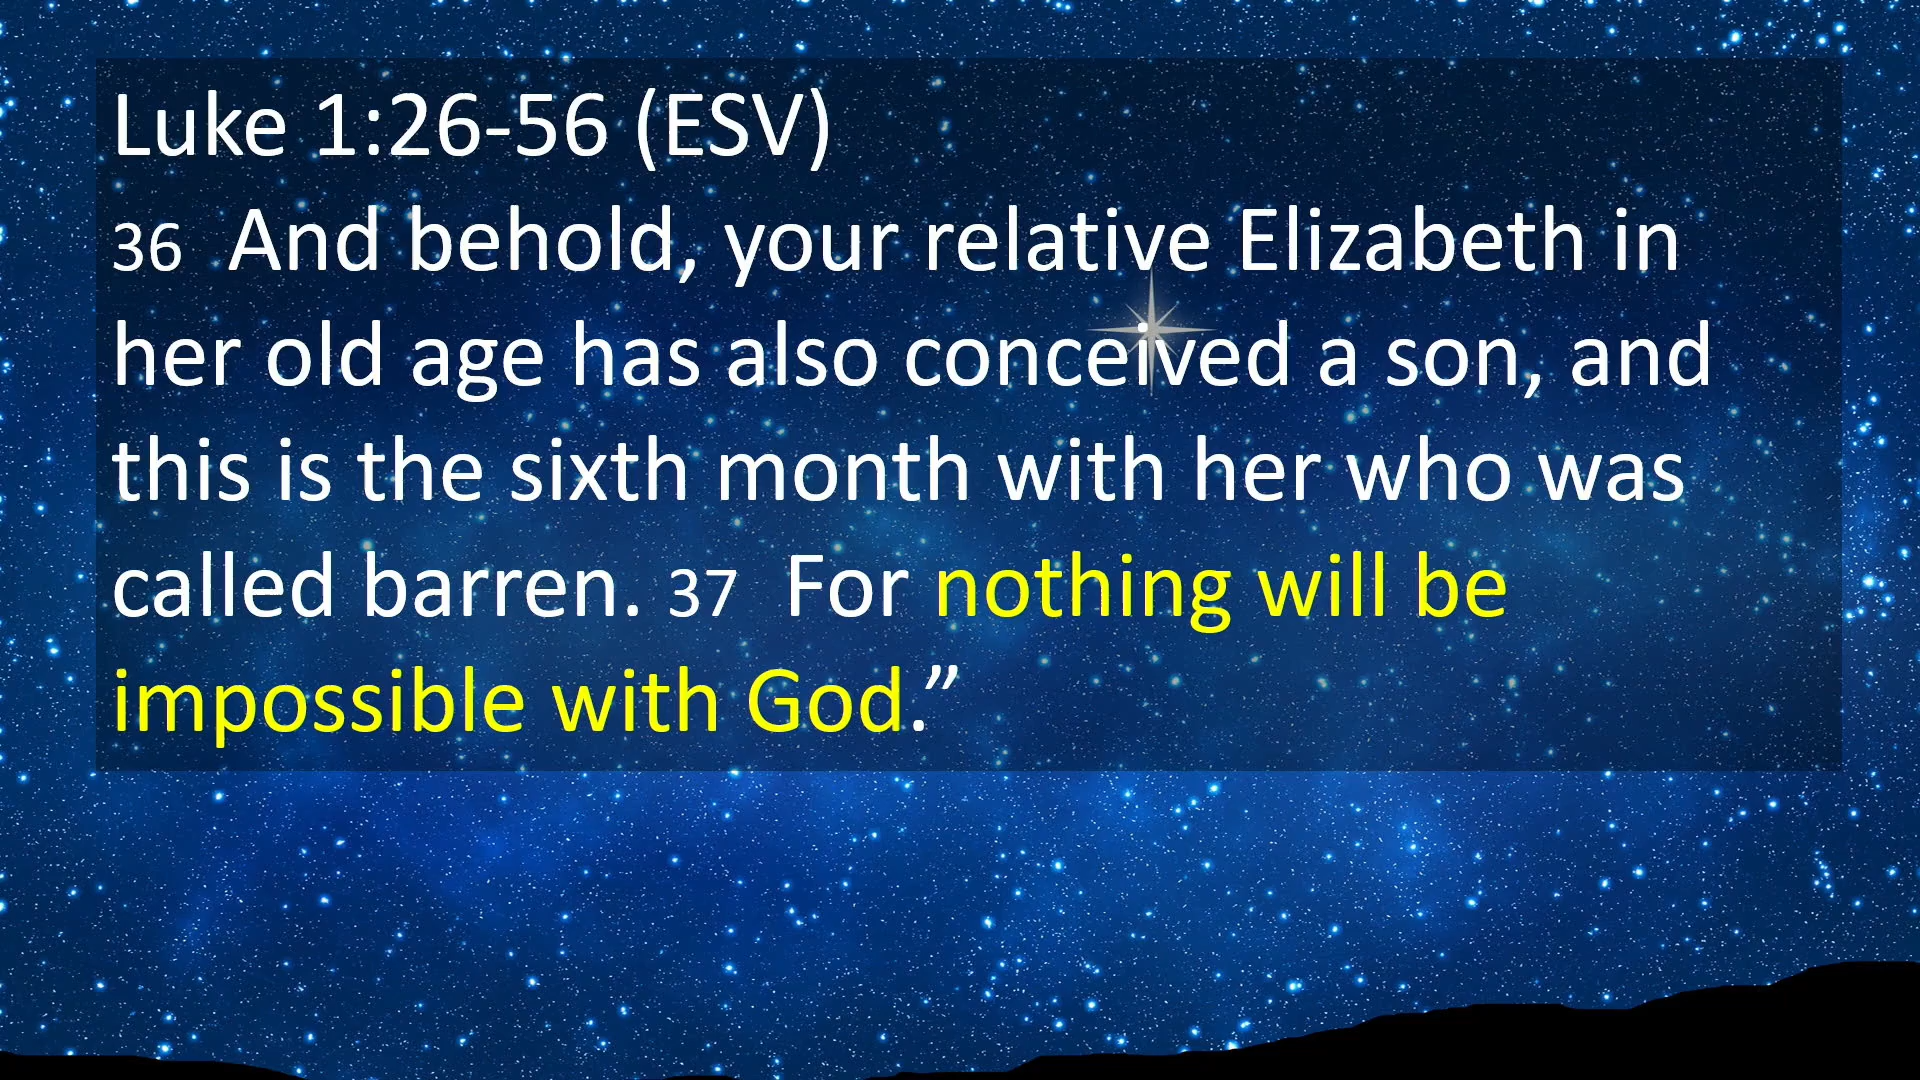 Luke 1:26-56 (ESV)
36 And behold, your relative Elizabeth in
her old age has also conceived a son, and
this is the sixth month with her who was
called barren. 37 For nothing will be
impossible with God.”